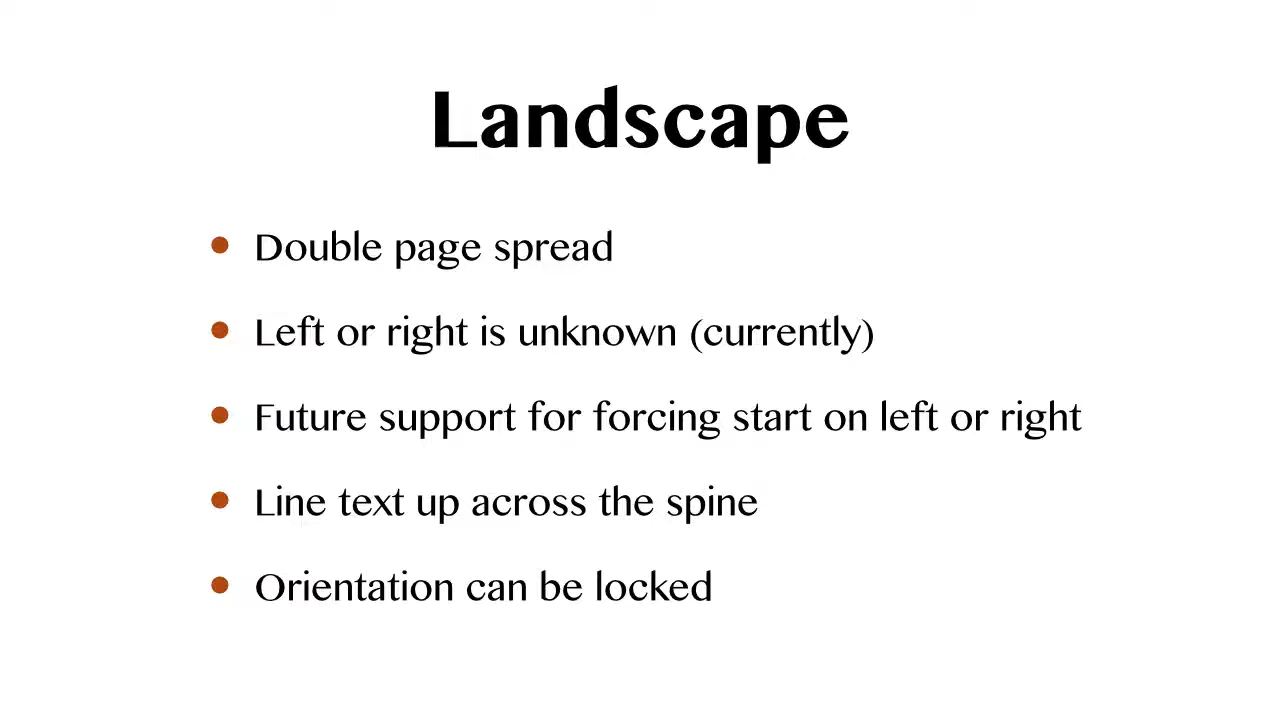 Landscape
Double page spread
Left or right is unknown (currently)
Future support for forcing start on left or right
Line text up across the spine
Orientation can be locked